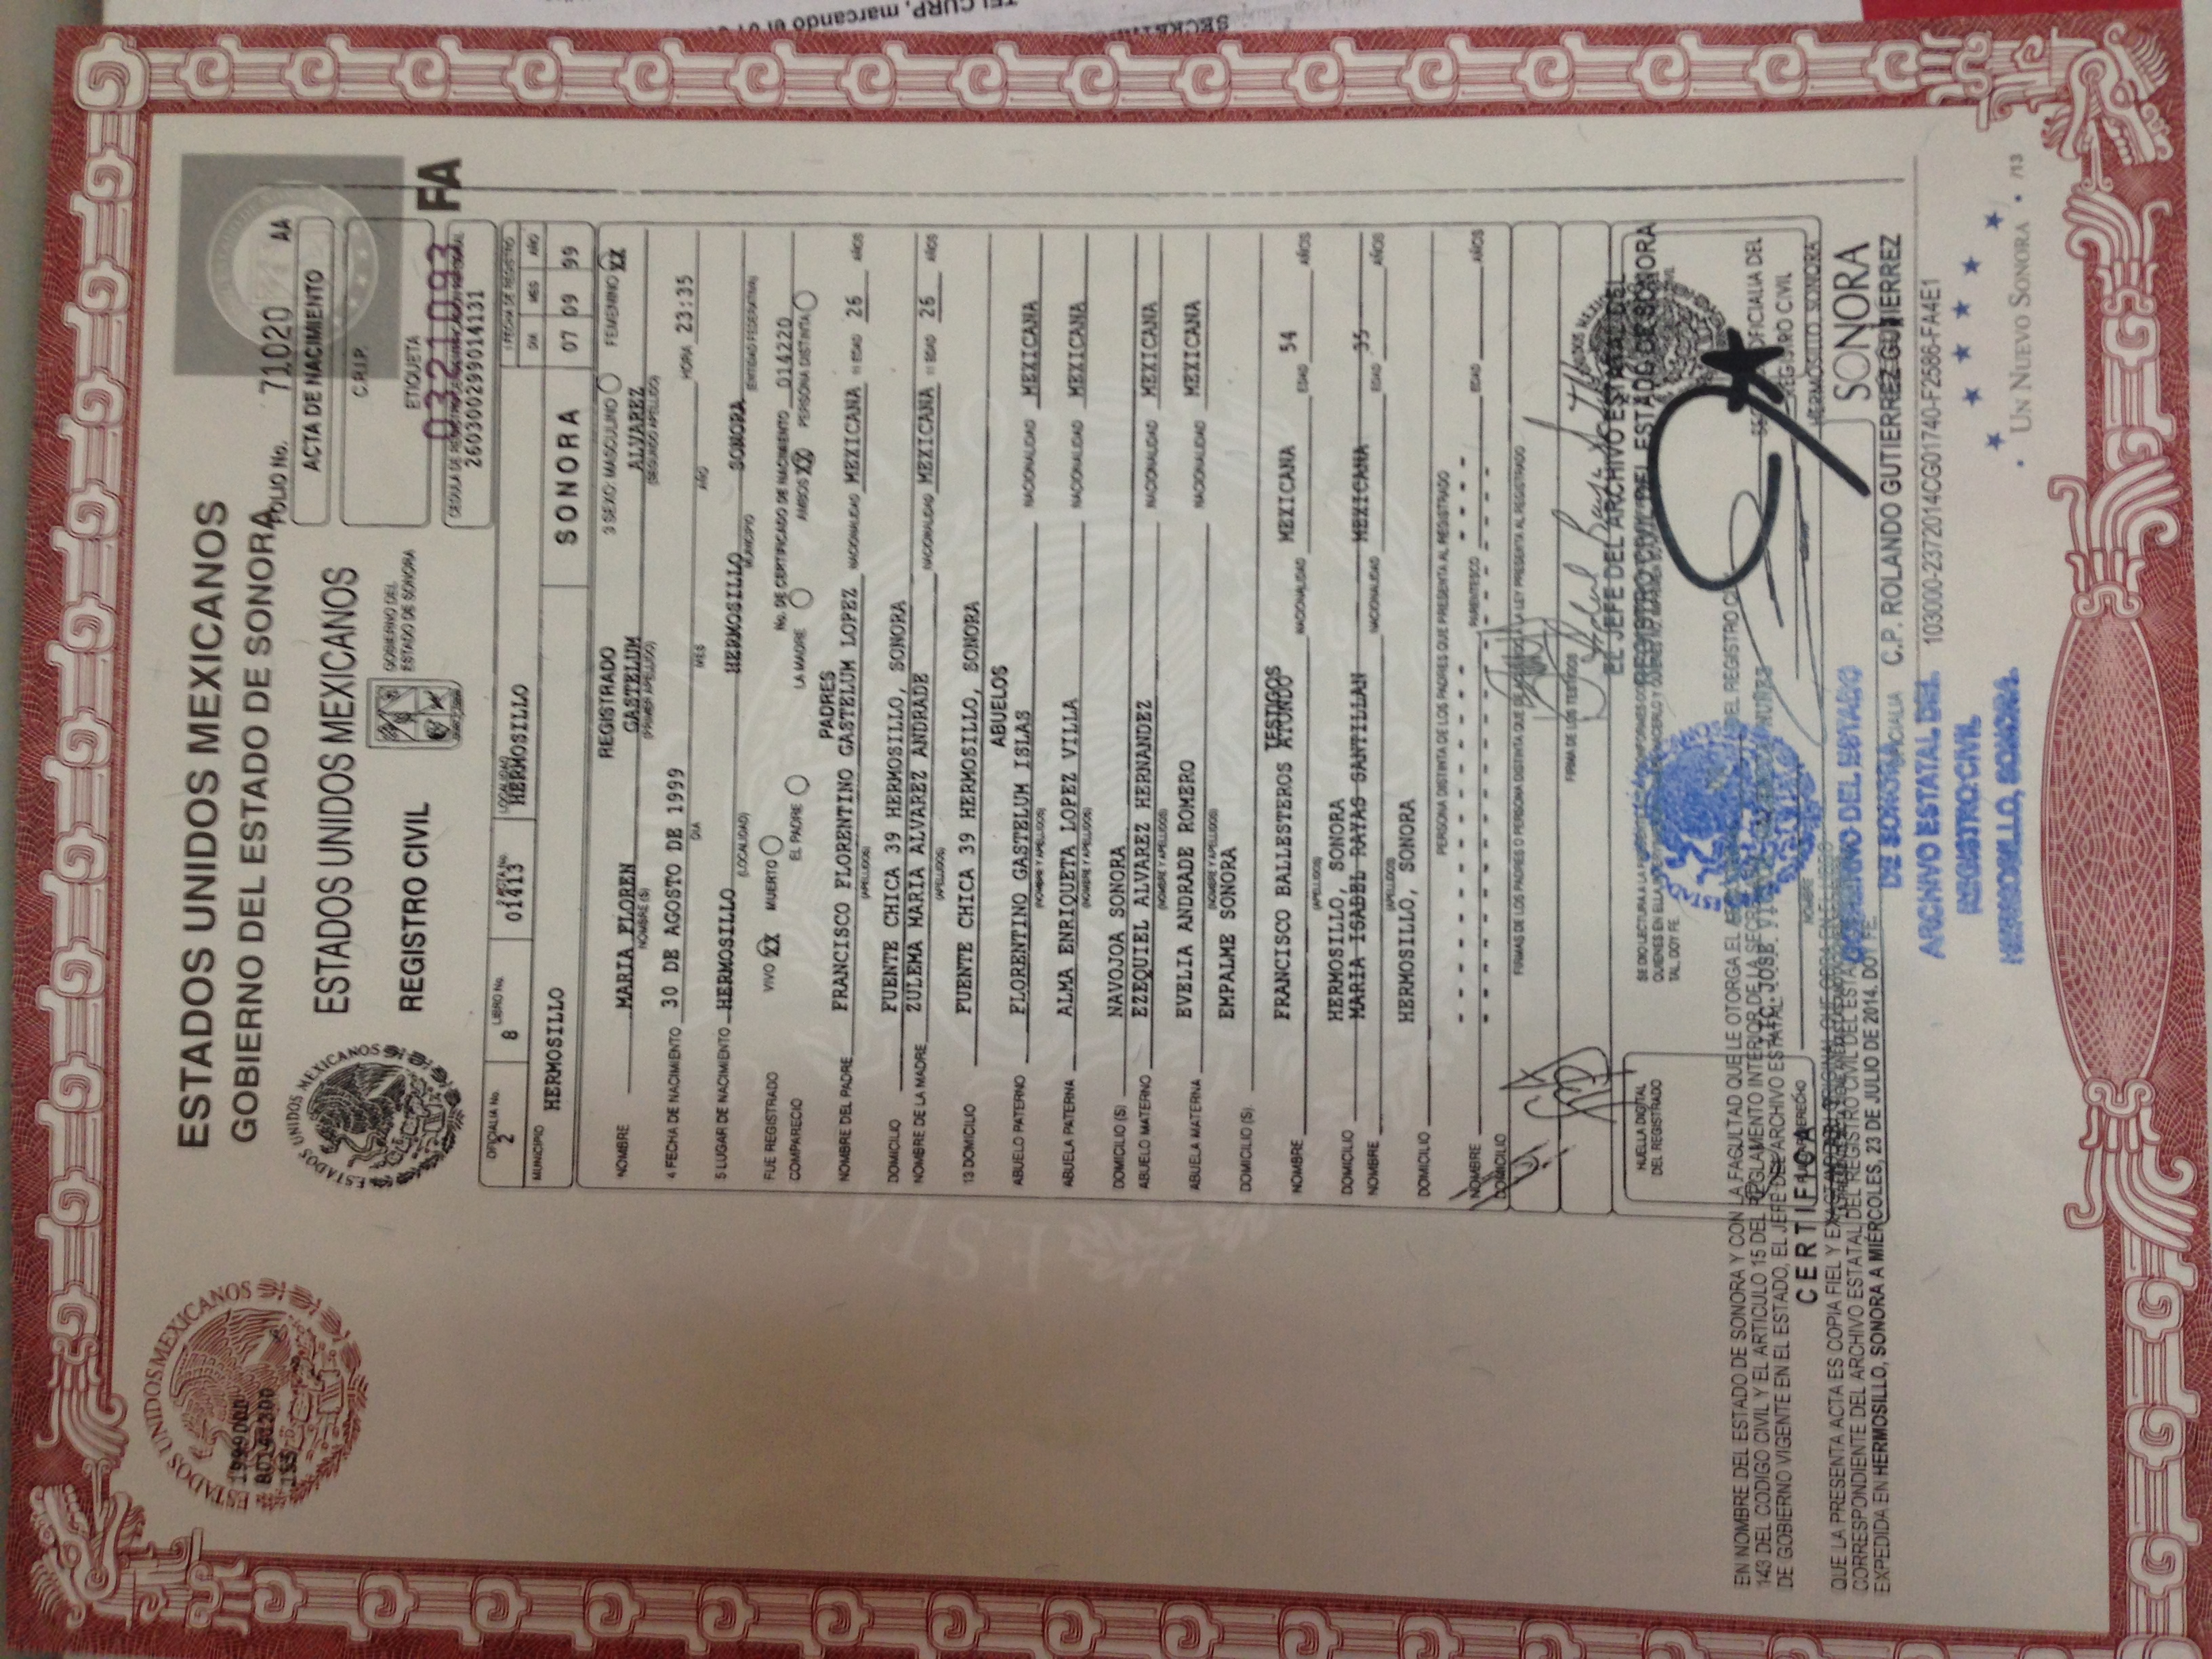 ESTADOS UNIDOS MEXICANOS
1999000
80141300
155
ESTADOS UNIDOS MEXICANOS
GOBIERNO DEL ESTADO DE SONORA
FOLIO No. 71020 AA
ACTA DE NACIMIENTO
ESTADOS UNIDOS MEXICANOS
ESTADOS UNIDOS MEXICANOS
C.R.I.P.
REGISTRO CIVIL
GOBIERNO DEL
ESTADO DE SONORA
ETIQUETA
0321093 FA
CEDULA DE REGISTRO DE IDENTIFICACION PERSONAL
260300299014131
OFICIALIA No. 2
LIBRO No. 8
2 ACTA No. 01413
LOCALIDAD HERMOSILLO
1 FECHA DE REGISTRO
DIA MES AÑO
MUNICIPIO HERMOSILLO
SONORA 07 09 99
REGISTRADO 3 SEXO: MASCULINO FEMENINO XX
NOMBRE MARIA FLOREN GASTELUM ALVAREZ
NOMBRE (S) (PRIMER APELLIDO) (SEGUNDO APELLIDO)
4 FECHA DE NACIMIENTO 30 DE AGOSTO DE 1999 HORA 23:35
DIA MES AÑO
5 LUGAR DE NACIMIENTO HERMOSILLO HERMOSILLO SONORA
(LOCALIDAD) MUNICIPIO (ENTIDAD FEDERATIVA)
FUE REGISTRADO VIVO XX MUERTO No. DE CERTIFICADO DE NACIMIENTO 014220
COMPARECIO EL PADRE LA MADRE AMBOS XX PERSONA DISTINTA
PADRES
NOMBRE DEL PADRE FRANCISCO FLORENTINO GASTELUM LOPEZ NACIONALIDAD MEXICANA 11 EDAD 26 AÑOS
(APELLIDOS)
DOMICILIO FUENTE CHICA 39 HERMOSILLO, SONORA
NOMBRE DE LA MADRE ZULEMA MARIA ALVAREZ ANDRADE NACIONALIDAD MEXICANA 11 EDAD 26 AÑOS
(APELLIDOS)
13 DOMICILIO FUENTE CHICA 39 HERMOSILLO, SONORA
ABUELOS
ABUELO PATERNO FLORENTINO GASTELUM ISLAS NACIONALIDAD MEXICANA
(NOMBRE Y APELLIDOS)
ABUELA PATERNA ALMA ENRIQUETA LOPEZ VILLA NACIONALIDAD MEXICANA
(NOMBRE Y APELLIDOS)
DOMICILIO (S) NAVOJOA SONORA
ABUELO MATERNO EZEQUIEL ALVAREZ HERNANDEZ NACIONALIDAD MEXICANA
(NOMBRE Y APELLIDOS)
ABUELA MATERNA EVELIA ANDRADE ROMERO NACIONALIDAD MEXICANA
(NOMBRE Y APELLIDOS)
DOMICILIO (S) EMPALME SONORA
TESTIGOS
NOMBRE FRANCISCO BALLESTEROS ATONDO NACIONALIDAD MEXICANA EDAD 54 AÑOS
(APELLIDOS)
DOMICILIO HERMOSILLO, SONORA
NOMBRE MARIA ISABEL RAYAS SANTILLAN NACIONALIDAD MEXICANA EDAD 35 AÑOS
(APELLIDOS)
DOMICILIO HERMOSILLO, SONORA
PERSONA DISTINTA DE LOS PADRES QUE PRESENTA AL REGISTRADO
NOMBRE PARENTESCO EDAD AÑOS
DOMICILIO
FIRMAS DE LOS PADRES O PERSONA DISTINTA QUE DE ACUERDO A LA LEY PRESENTA AL REGISTRADO
FIRMA DE LOS TESTIGOS
EL JEFE DEL ARCHIVO ESTATAL DEL
REGISTRO CIVIL DEL ESTADO DE SONORA
HUELLA DIGITAL
DEL REGISTRADO
SE DIO LECTURA A LA PRESENTE
QUIENES EN ELLA
TAL, DOY FE.
EN NOMBRE DEL ESTADO DE SONORA Y CON LA FACULTAD QUE LE OTORGA EL
143 DEL CODIGO CIVIL Y EL ARTICULO 15 DEL REGLAMENTO INTERIOR DE LA
DE GOBIERNO VIGENTE EN EL ESTADO, EL JEFE DEL ARCHIVO ESTATAL
DEL REGISTRO
LIC. JOSE NUÑEZ
NOMBRE
OFICIALIA DEL
REGISTRO CIVIL
HERMOSILLO, SONORA
CERTIFICA
QUE LA PRESENTE ACTA ES COPIA FIEL Y EXACTA DE SU ORIGINAL QUE OBRA EN EL LIBRO
CORRESPONDIENTE DEL ARCHIVO ESTATAL DEL REGISTRO CIVIL DEL ESTADO
EXPEDIDA EN HERMOSILLO, SONORA A MIÉRCOLES, 23 DE JULIO DE 2014. DOY FE.
SONORA
C.P. ROLANDO GUTIERREZ GUTIERREZ
GOBIERNO DEL ESTADO
DE SONORA
ARCHIVO ESTATAL DEL
REGISTRO CIVIL
HERMOSILLO, SONORA.
103000-2372014CG01740-F2586-FA4E1
UN NUEVO SONORA /13
TEL CURP, marcando el